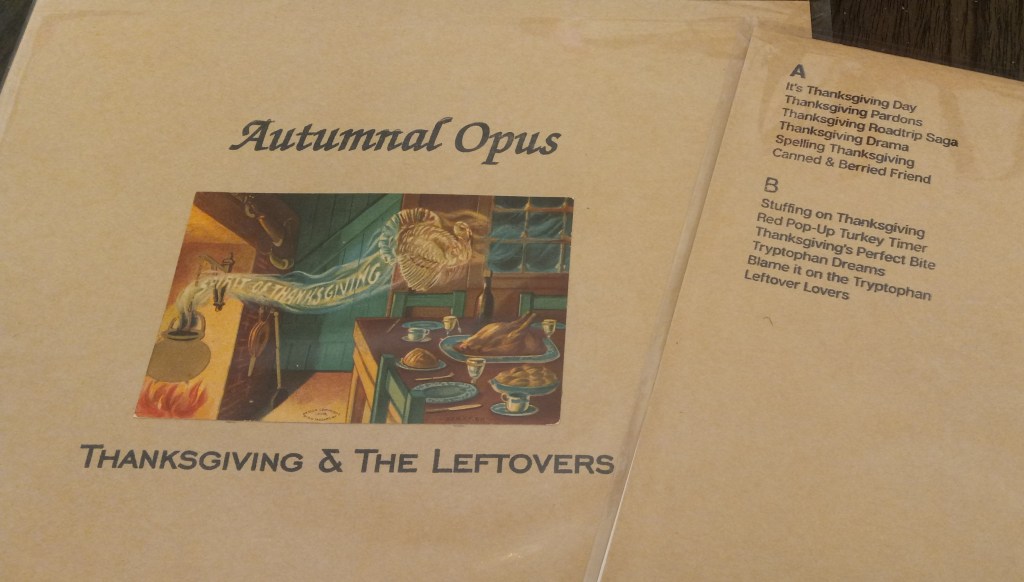 Autumnal Opus
SPIRIT OF THANKSGIVING
THANKSGIVING & THE LEFTOVERS
A
It's Thanksgiving Day
Thanksgiving Pardons
Thanksgiving Roadtrip Saga
Thanksgiving Drama
Spelling Thanksgiving
Canned & Berried Friend
B
Stuffing on Thanksgiving
Red Pop-Up Turkey Timer
Thanksgiving's Perfect Bite
Tryptophan Dreams
Blame it on the Tryptophan
Leftover Lovers